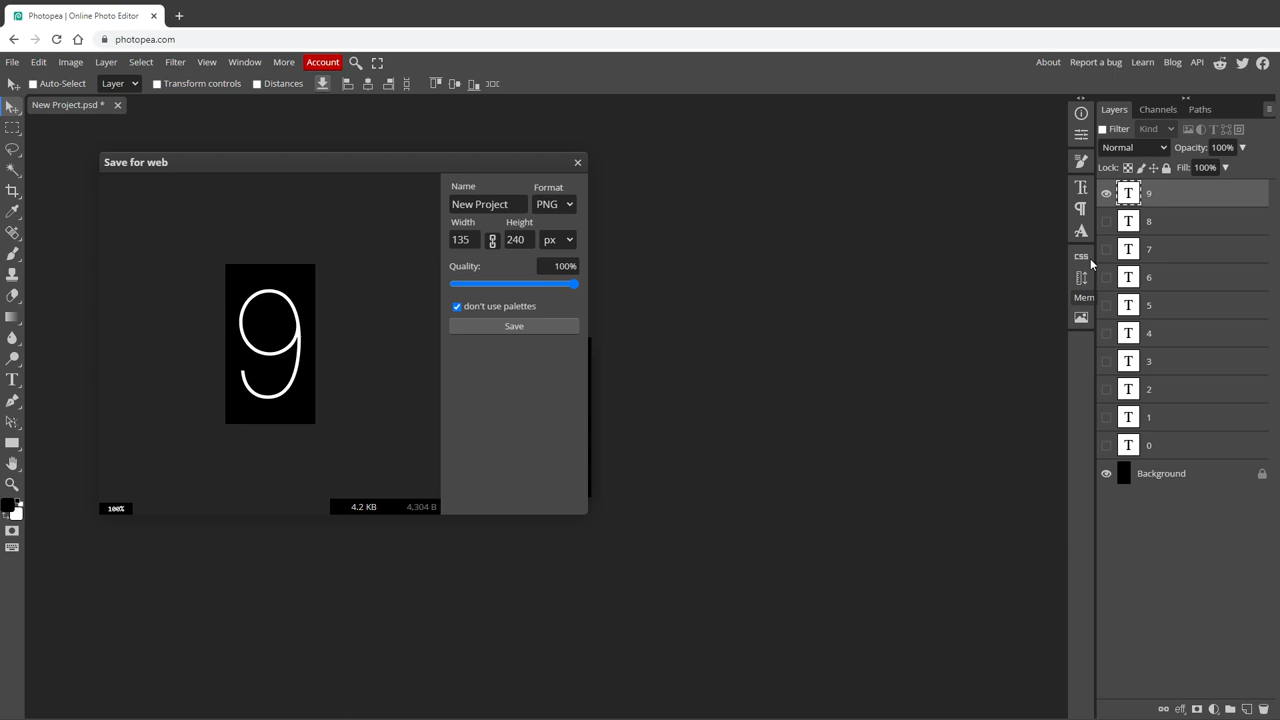 Photopea | Online Photo Editor
photopea.com
File Edit Image Layer Select Filter View Window More Account About Report a bug Learn Blog API
Auto-Select Layer Transform controls Distances
New Project.psd *
Layers Channels Paths
Filter Kind
Normal Opacity: 100%
Lock: Fill: 100%
Save for web
Name Format
New Project PNG
Width Height
135 240 px
Quality: 100%
don't use palettes
Save
9
100%
4.2 KB 4,304 B
CSS
Mem
T 9
T 8
T 7
T 6
T 5
T 4
T 3
T 2
T 1
T 0
Background
eff